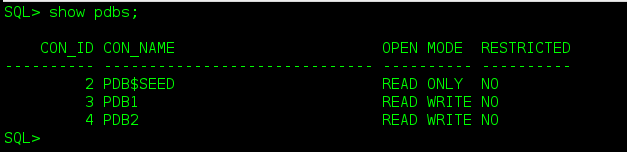 SQL> show pdbs;
CON_ID CON_NAME OPEN MODE RESTRICTED
---------- ------------------------------ ---------- ----------
2 PDB$SEED READ ONLY NO
3 PDB1 READ WRITE NO
4 PDB2 READ WRITE NO
SQL>